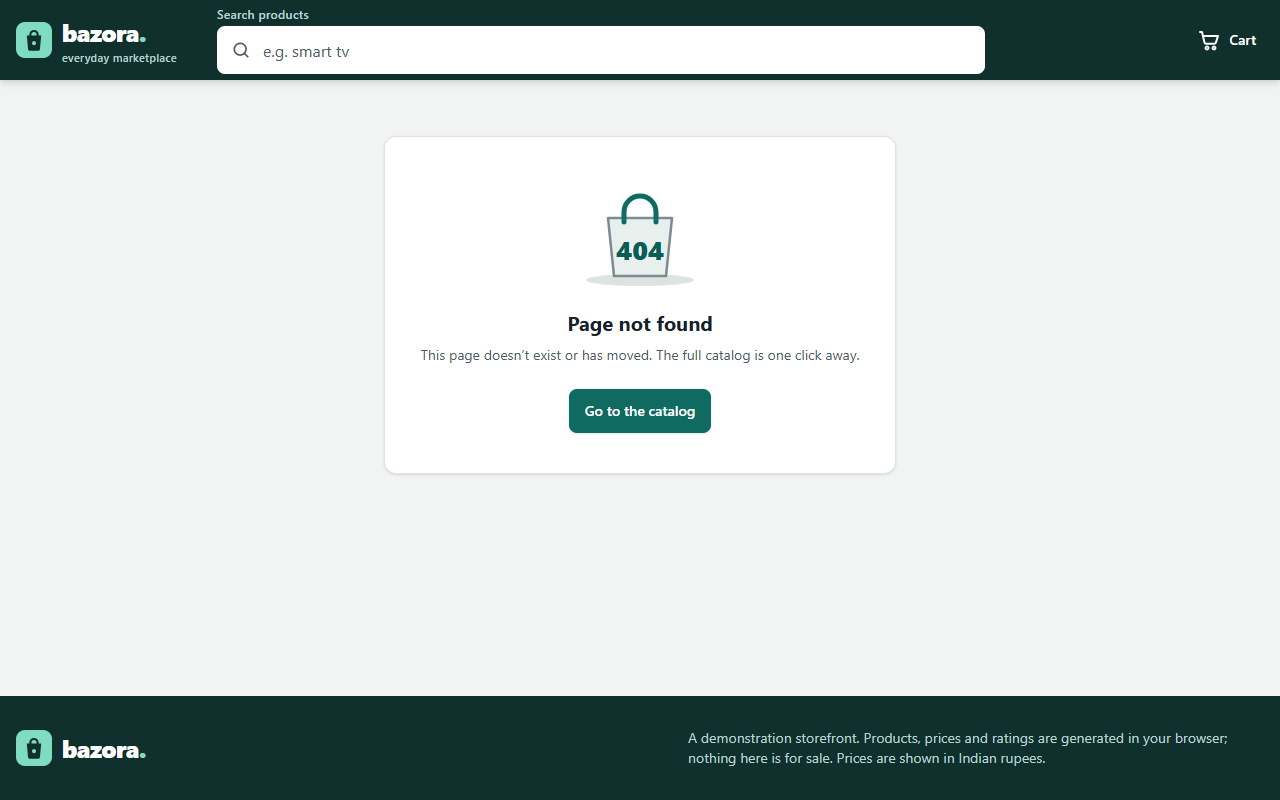 Search products
bazora.
everyday marketplace
e.g. smart tv
Cart
404
Page not found
This page doesn’t exist or has moved. The full catalog is one click away.
Go to the catalog
bazora.
A demonstration storefront. Products, prices and ratings are generated in your browser;
nothing here is for sale. Prices are shown in Indian rupees.